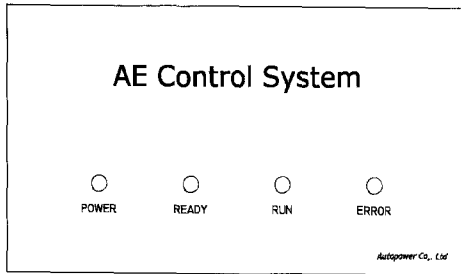 AE Control System
POWER READY RUN ERROR
Autopower Co,. Ltd